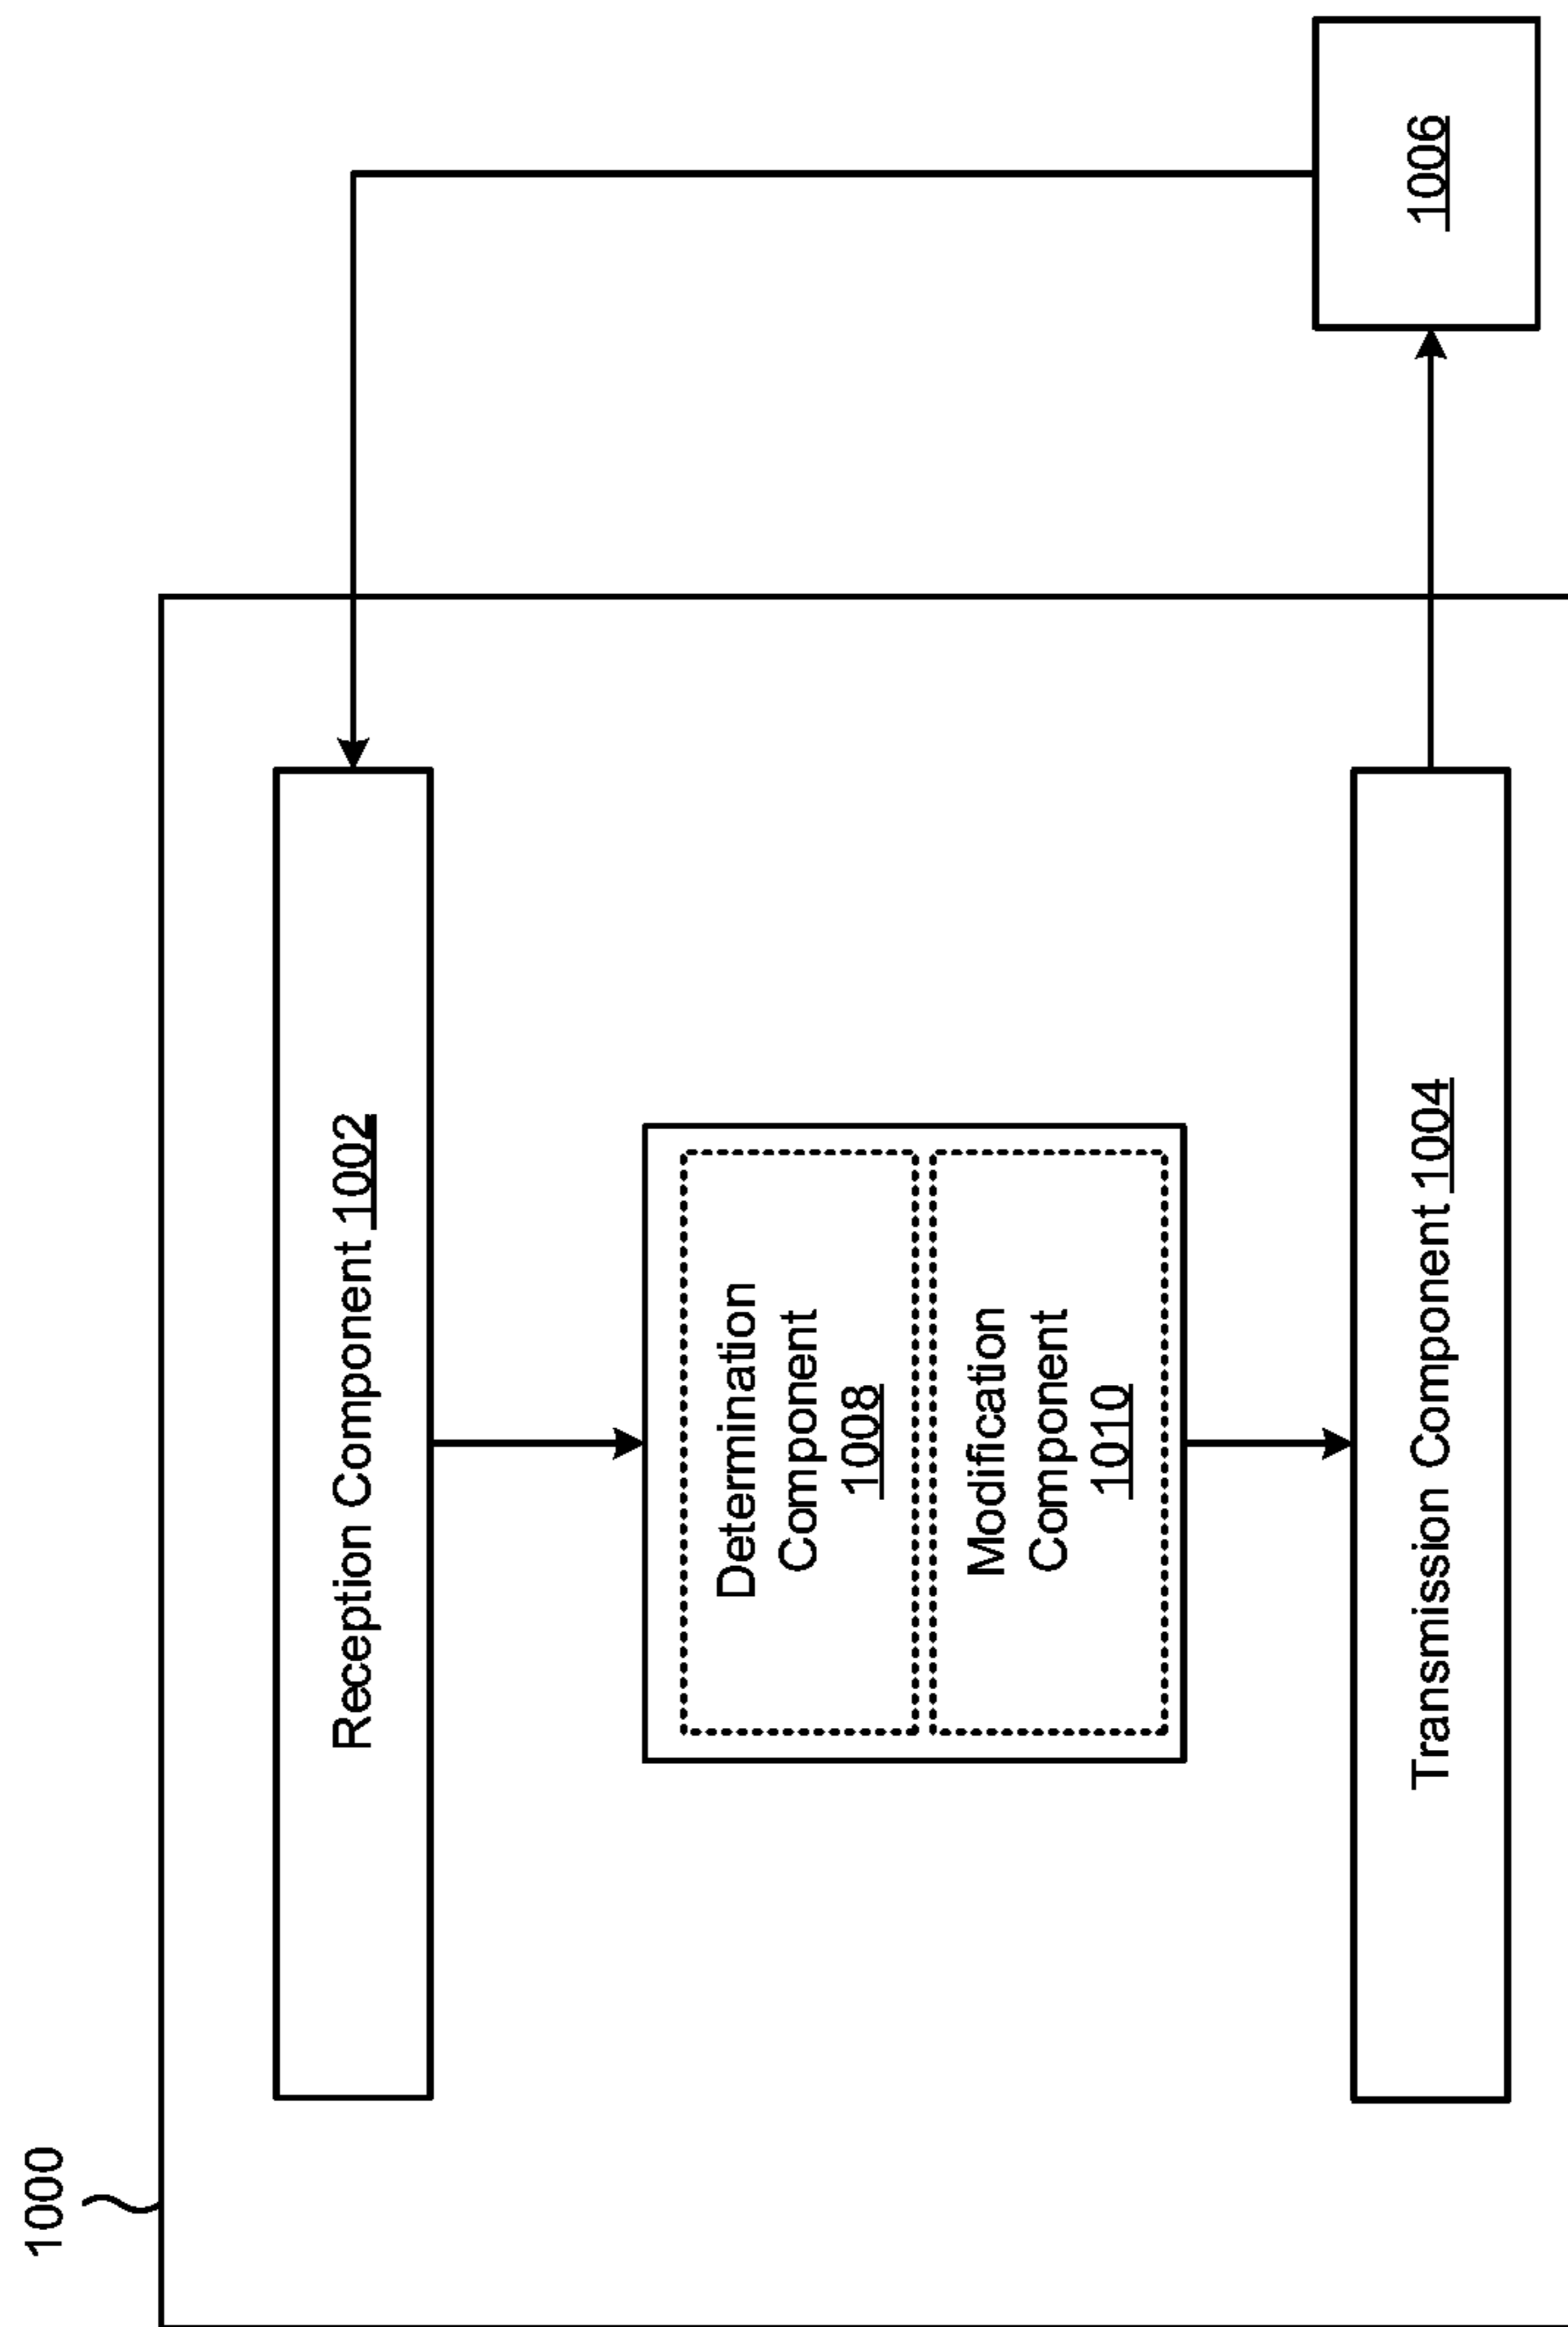 1000
Reception Component 1002
Determination
Component
1008
Modification
Component
1010
Transmission Component 1004
1006